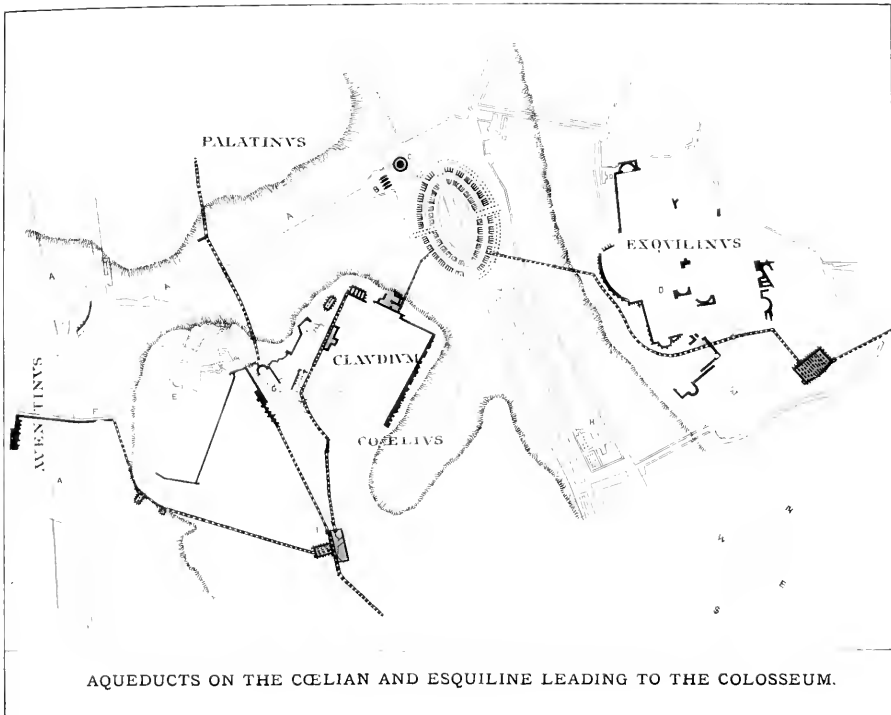 PALATINVS
C
B
A
EXQVILINVS
A
A
D
CLAVDIVM
AVENTINVS
E
G
F
COELIVS
H
A
I
N
E
S
AQUEDUCTS ON THE CŒLIAN AND ESQUILINE LEADING TO THE COLOSSEUM.